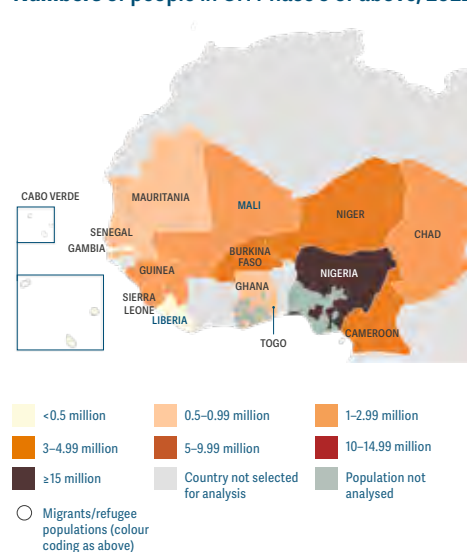 CABO VERDE
MAURITANIA
MALI
NIGER
CHAD
SENEGAL
GAMBIA
GUINEA
BURKINA
FASO
NIGERIA
GHANA
SIERRA
LEONE
LIBERIA
TOGO
CAMEROON
<0.5 million
0.5–0.99 million
1–2.99 million
3–4.99 million
5–9.99 million
10–14.99 million
≥15 million
Country not selected
for analysis
Population not
analysed
Migrants/refugee
populations (colour
coding as above)